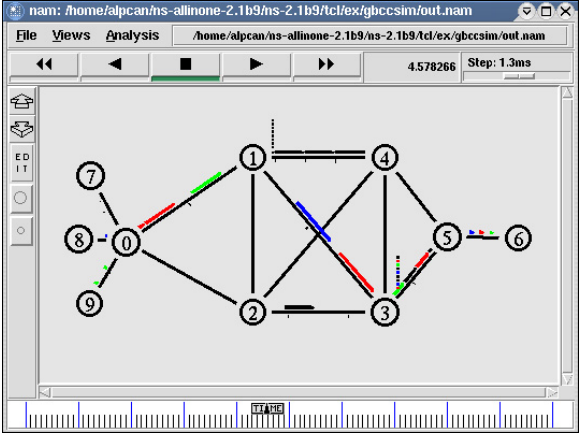 nam: /home/alpcan/ns-allinone-2.1b9/ns-2.1b9/tcl/ex/gbccsim/out.nam
File Views Analysis /home/alpcan/ns-allinone-2.1b9/ns-2.1b9/tcl/ex/gbccsim/out.nam
4.578266 Step: 1.3ms
ED
IT
1 4
7
8 0 5 6
9 2 3
TIME